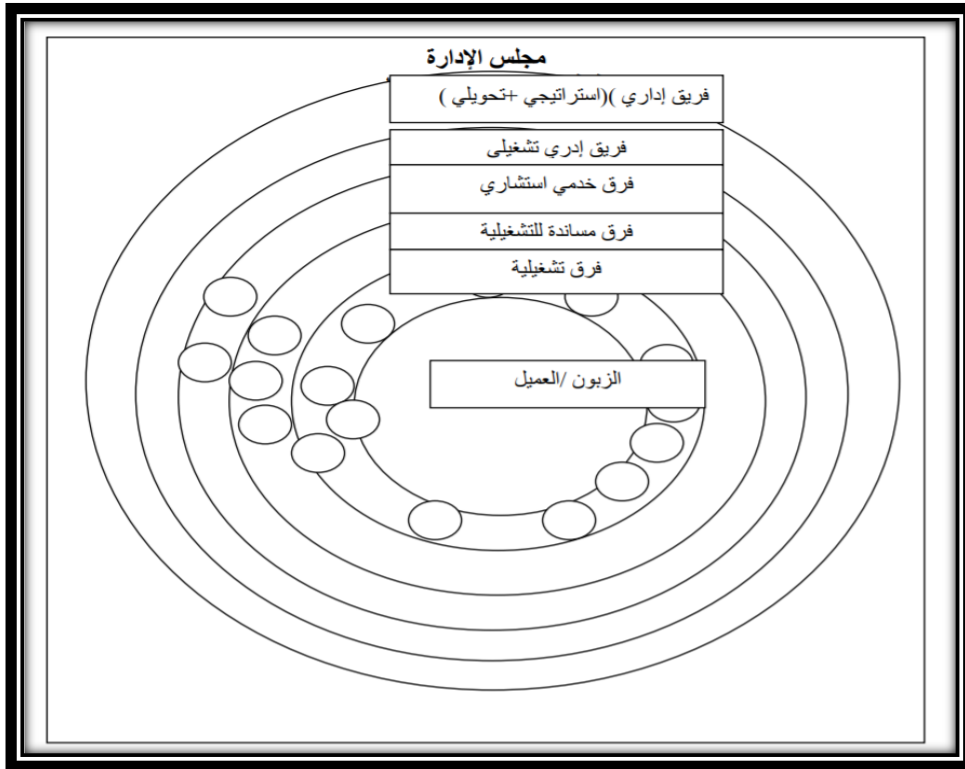 مجلس الإدارة
فريق إداري )(استراتيجي +تحويلي )
فريق إدري تشغيلى
فرق خدمي استشاري
فرق مساندة للتشغيلية
فرق تشغيلية
الزبون /العميل